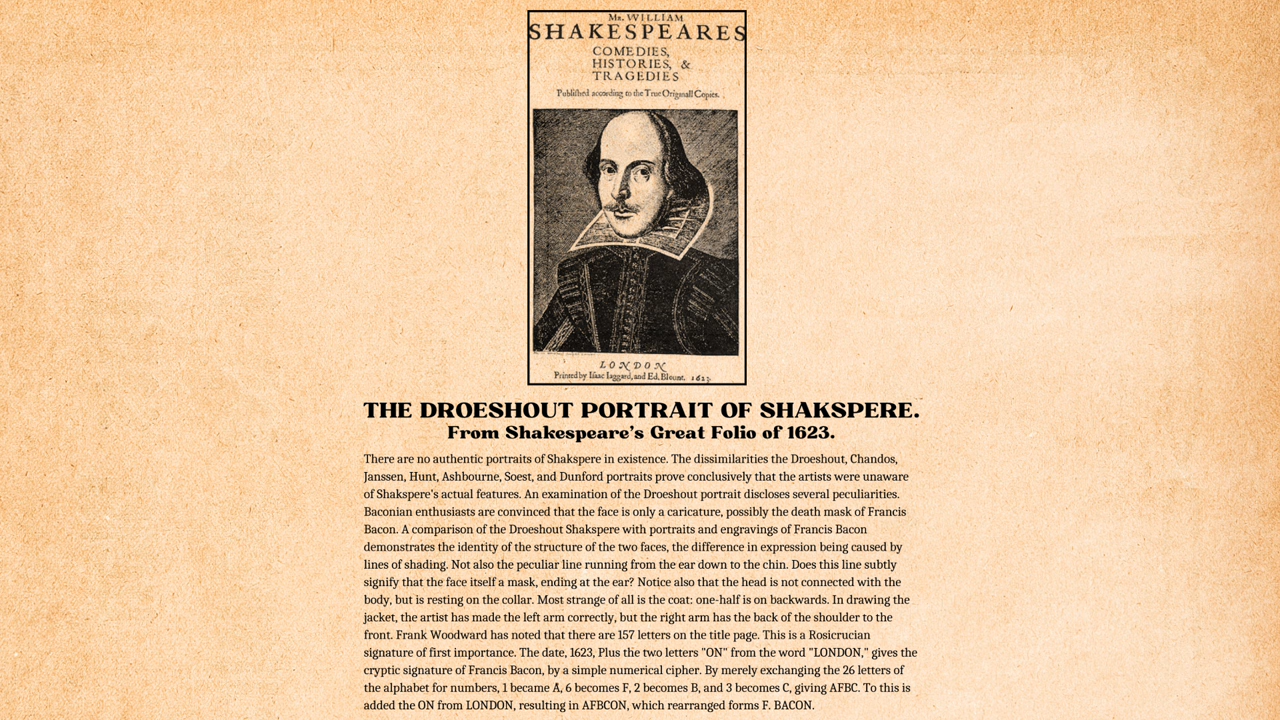 Mr. WILLIAM
SHAKESPEARES
COMEDIES,
HISTORIES, &
TRAGEDIES
Published according to the True Originall Copies.
LONDON
Printed by Isaac Iaggard, and Ed. Blount. 1623.
THE DROESHOUT PORTRAIT OF SHAKSPERE.
From Shakespeare's Great Folio of 1623.
There are no authentic portraits of Shakspere in existence. The dissimilarities the Droeshout, Chandos,
Janssen, Hunt, Ashbourne, Soest, and Dunford portraits prove conclusively that the artists were unaware
of Shakspere's actual features. An examination of the Droeshout portrait discloses several peculiarities.
Baconian enthusiasts are convinced that the face is only a caricature, possibly the death mask of Francis
Bacon. A comparison of the Droeshout Shakspere with portraits and engravings of Francis Bacon
demonstrates the identity of the structure of the two faces, the difference in expression being caused by
lines of shading. Not also the peculiar line running from the ear down to the chin. Does this line subtly
signify that the face itself a mask, ending at the ear? Notice also that the head is not connected with the
body, but is resting on the collar. Most strange of all is the coat: one-half is on backwards. In drawing the
jacket, the artist has made the left arm correctly, but the right arm has the back of the shoulder to the
front. Frank Woodward has noted that there are 157 letters on the title page. This is a Rosicrucian
signature of first importance. The date, 1623, Plus the two letters "ON" from the word "LONDON," gives the
cryptic signature of Francis Bacon, by a simple numerical cipher. By merely exchanging the 26 letters of
the alphabet for numbers, 1 became A, 6 becomes F, 2 becomes B, and 3 becomes C, giving AFBC. To this is
added the ON from LONDON, resulting in AFBCON, which rearranged forms F. BACON.